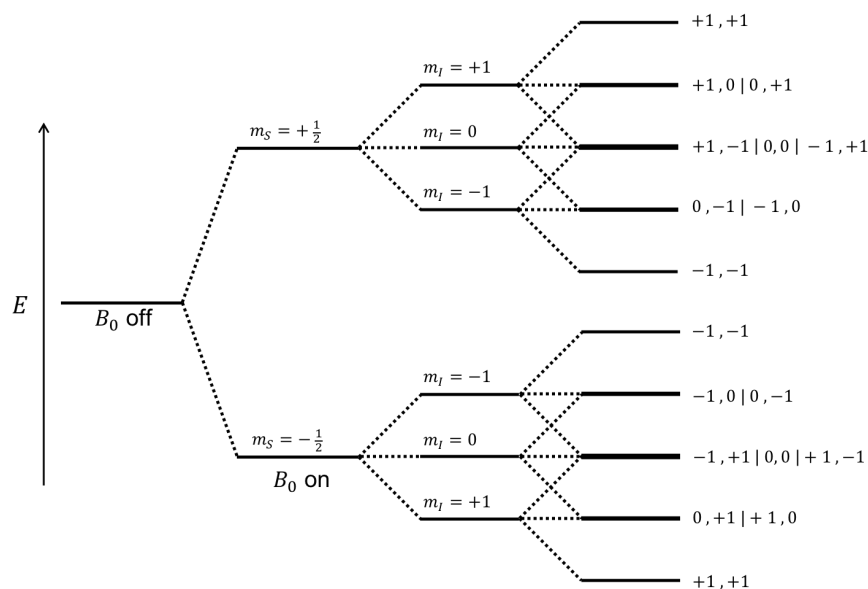 +1 , +1
m_I = +1
+1 , 0 | 0 , +1
m_S = + 1/2
m_I = 0
+1 , −1 | 0,0 | − 1 , +1
m_I = −1
0 , −1 | − 1 , 0
−1 , −1
E
B_0 off
−1 , −1
m_I = −1
−1 , 0 | 0 , −1
m_S = − 1/2
m_I = 0
−1 , +1 | 0,0 | + 1 , −1
B_0 on
m_I = +1
0 , +1 | + 1 , 0
+1 , +1